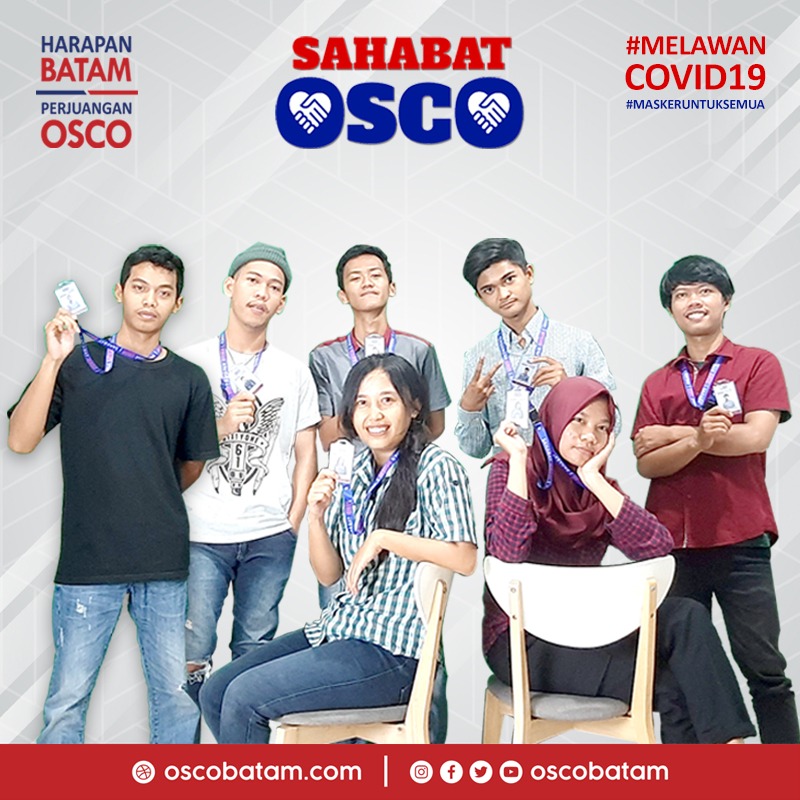 HARAPAN
BATAM
PERJUANGAN
OSCO
SAHABAT
OSCO
#MELAWAN
COVID19
#MASKERUNTUKSEMUA
oscobatam.com | oscobatam